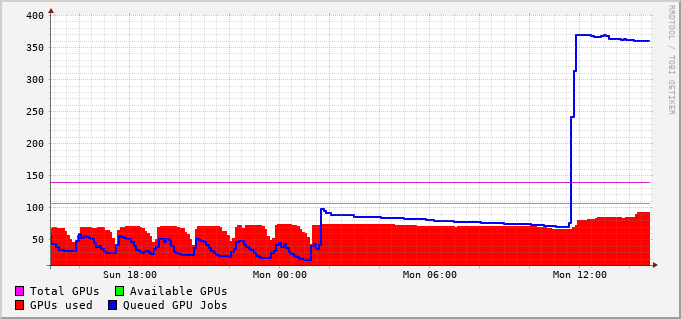 400
350
300
250
200
150
100
50
Sun 18:00 Mon 00:00 Mon 06:00 Mon 12:00
Total GPUs Available GPUs
GPUs used Queued GPU Jobs
RRDTOOL / TOBI OETIKER